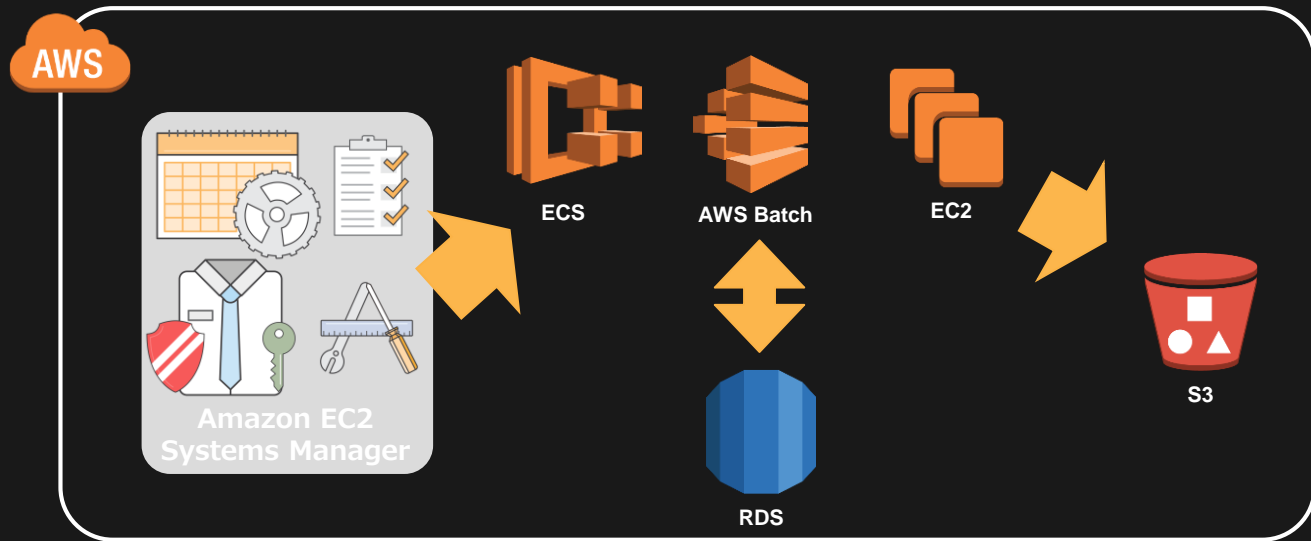 AWS
ECS
AWS Batch
EC2
Amazon EC2
Systems Manager
S3
RDS